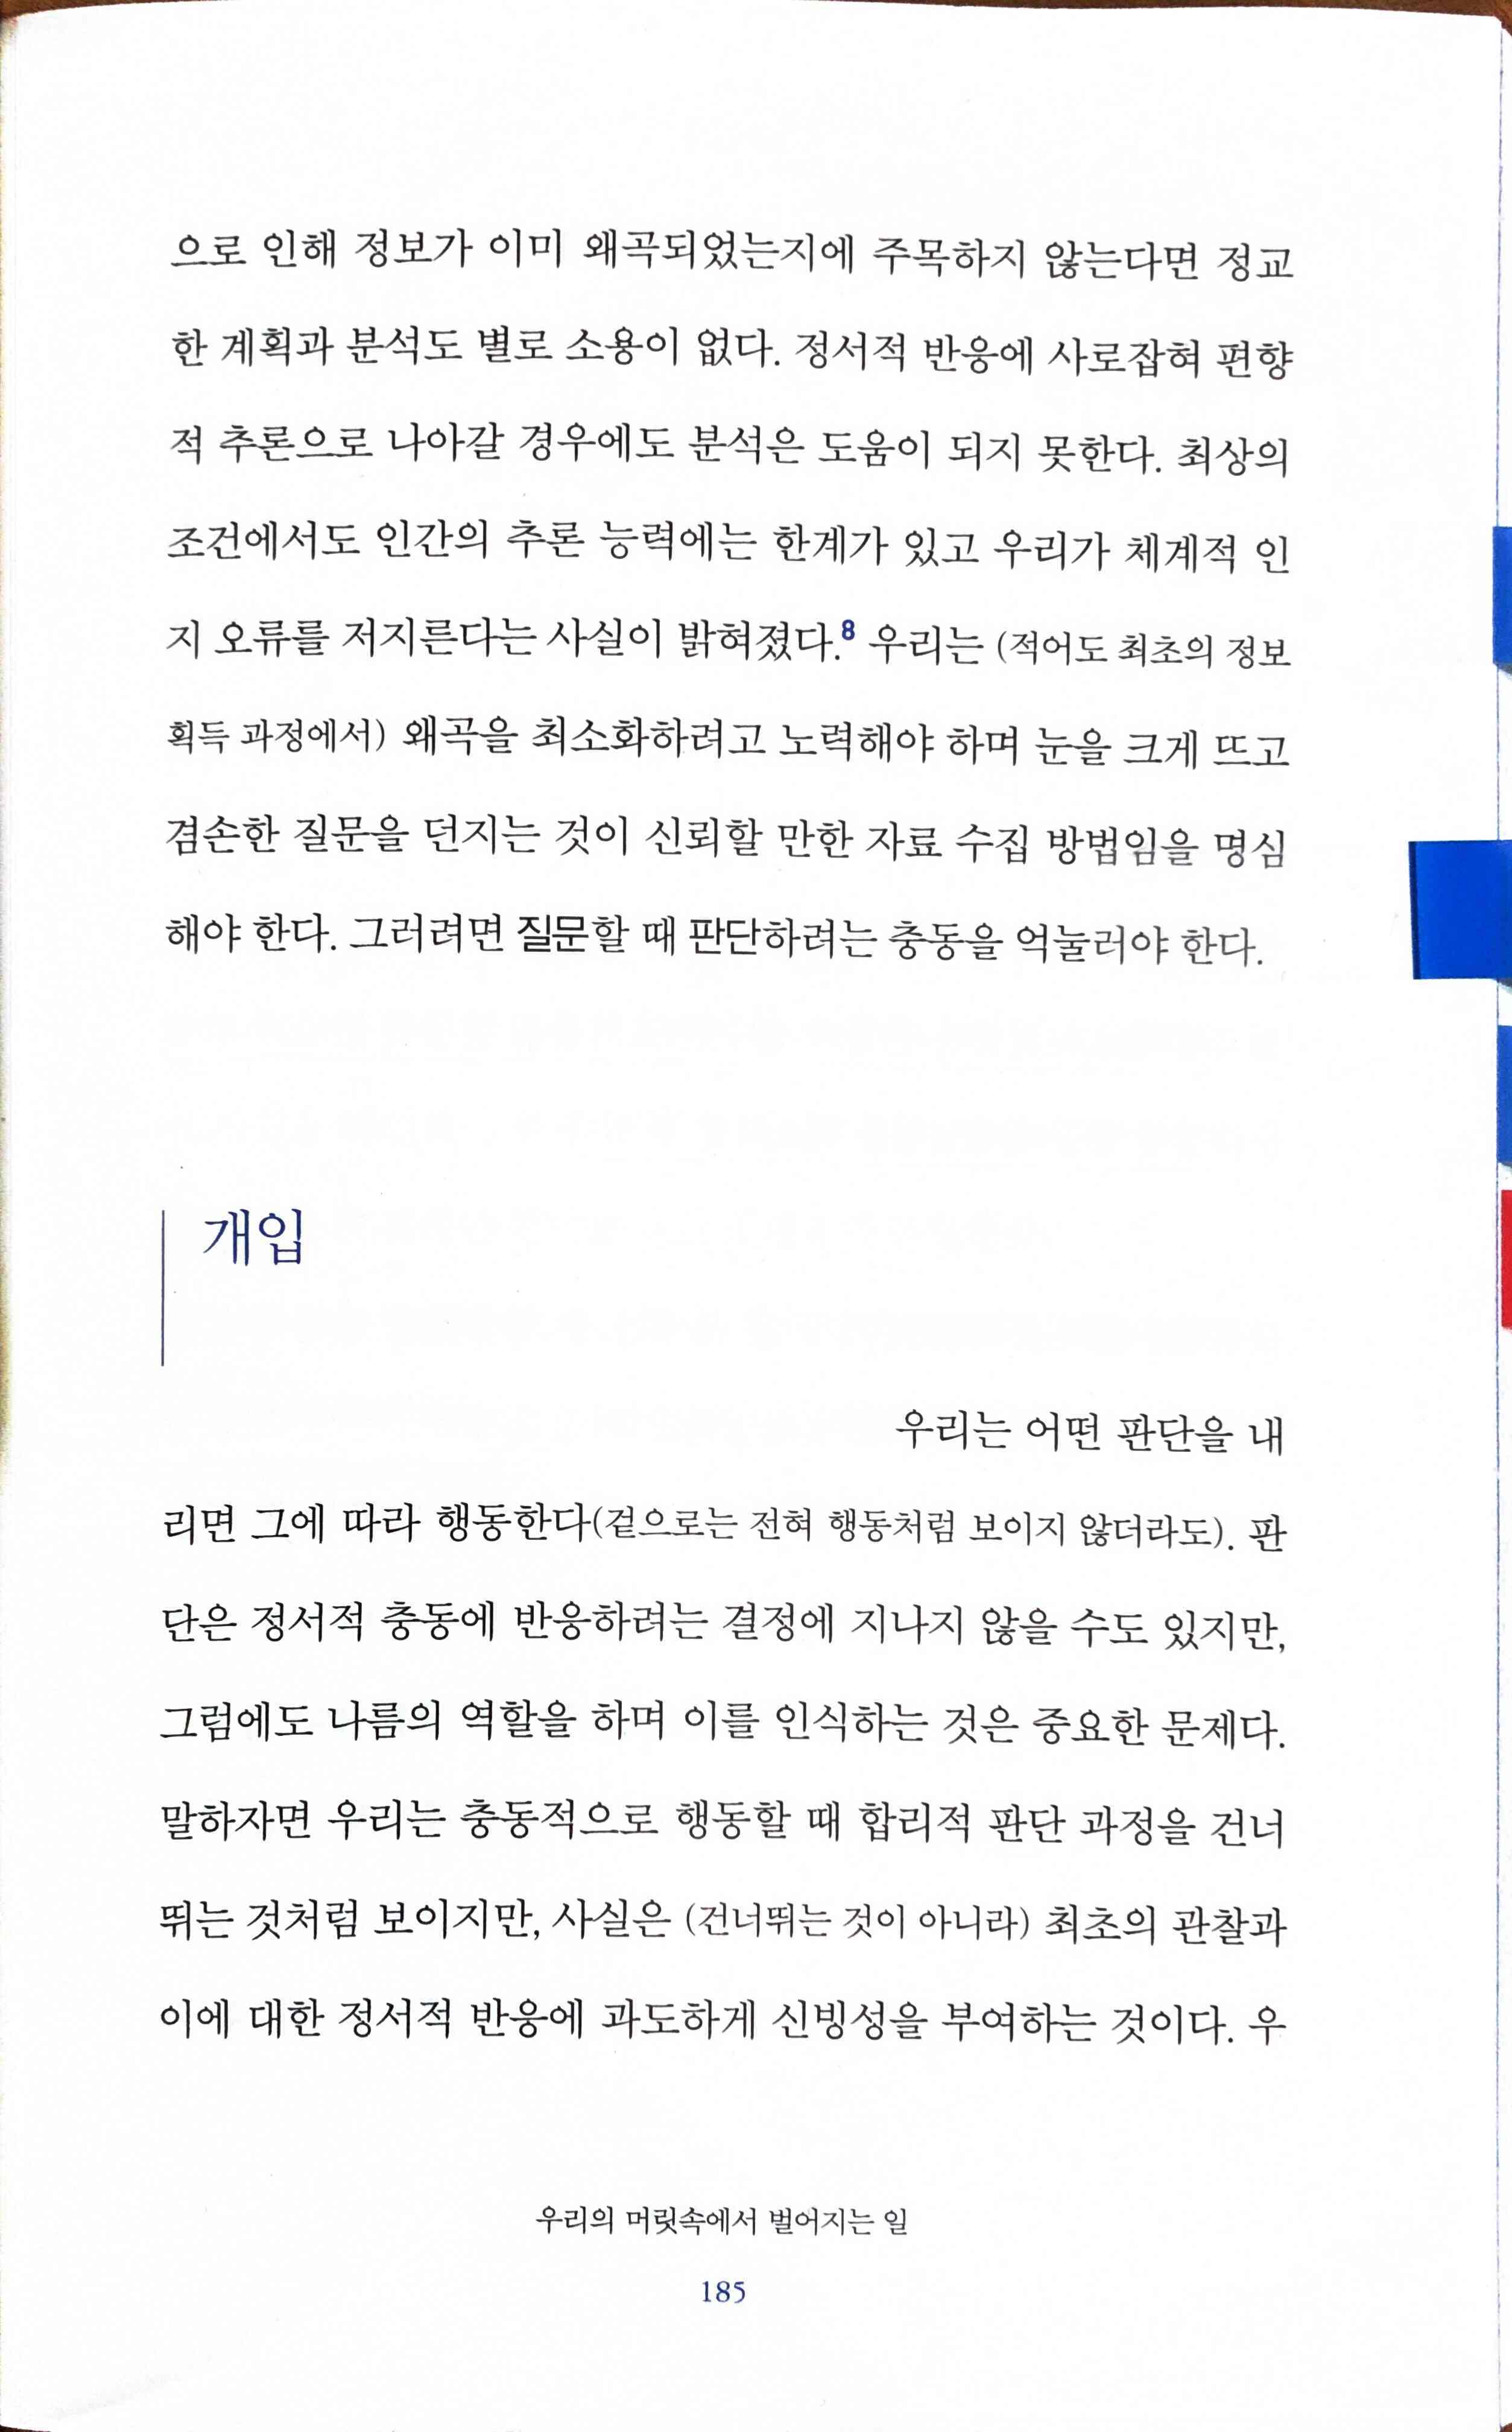 으로 인해 정보가 이미 왜곡되었는지에 주목하지 않는다면 정교
한 계획과 분석도 별로 소용이 없다. 정서적 반응에 사로잡혀 편향
적 추론으로 나아갈 경우에도 분석은 도움이 되지 못한다. 최상의
조건에서도 인간의 추론 능력에는 한계가 있고 우리가 체계적 인
지 오류를 저지른다는 사실이 밝혀졌다.8 우리는 (적어도 최초의 정보
획득 과정에서) 왜곡을 최소화하려고 노력해야 하며 눈을 크게 뜨고
겸손한 질문을 던지는 것이 신뢰할 만한 자료 수집 방법임을 명심
해야 한다. 그러려면 질문할 때 판단하려는 충동을 억눌러야 한다.
개입
우리는 어떤 판단을 내
리면 그에 따라 행동한다(겉으로는 전혀 행동처럼 보이지 않더라도). 판
단은 정서적 충동에 반응하려는 결정에 지나지 않을 수도 있지만,
그럼에도 나름의 역할을 하며 이를 인식하는 것은 중요한 문제다.
말하자면 우리는 충동적으로 행동할 때 합리적 판단 과정을 건너
뛰는 것처럼 보이지만, 사실은 (건너뛰는 것이 아니라) 최초의 관찰과
이에 대한 정서적 반응에 과도하게 신빙성을 부여하는 것이다. 우
우리의 머릿속에서 벌어지는 일
185